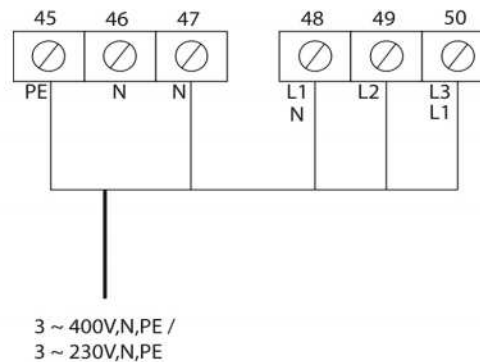 45 46 47 48 49 50
PE N N L1 L2 L3
N L1
3 ~ 400V,N,PE /
3 ~ 230V,N,PE